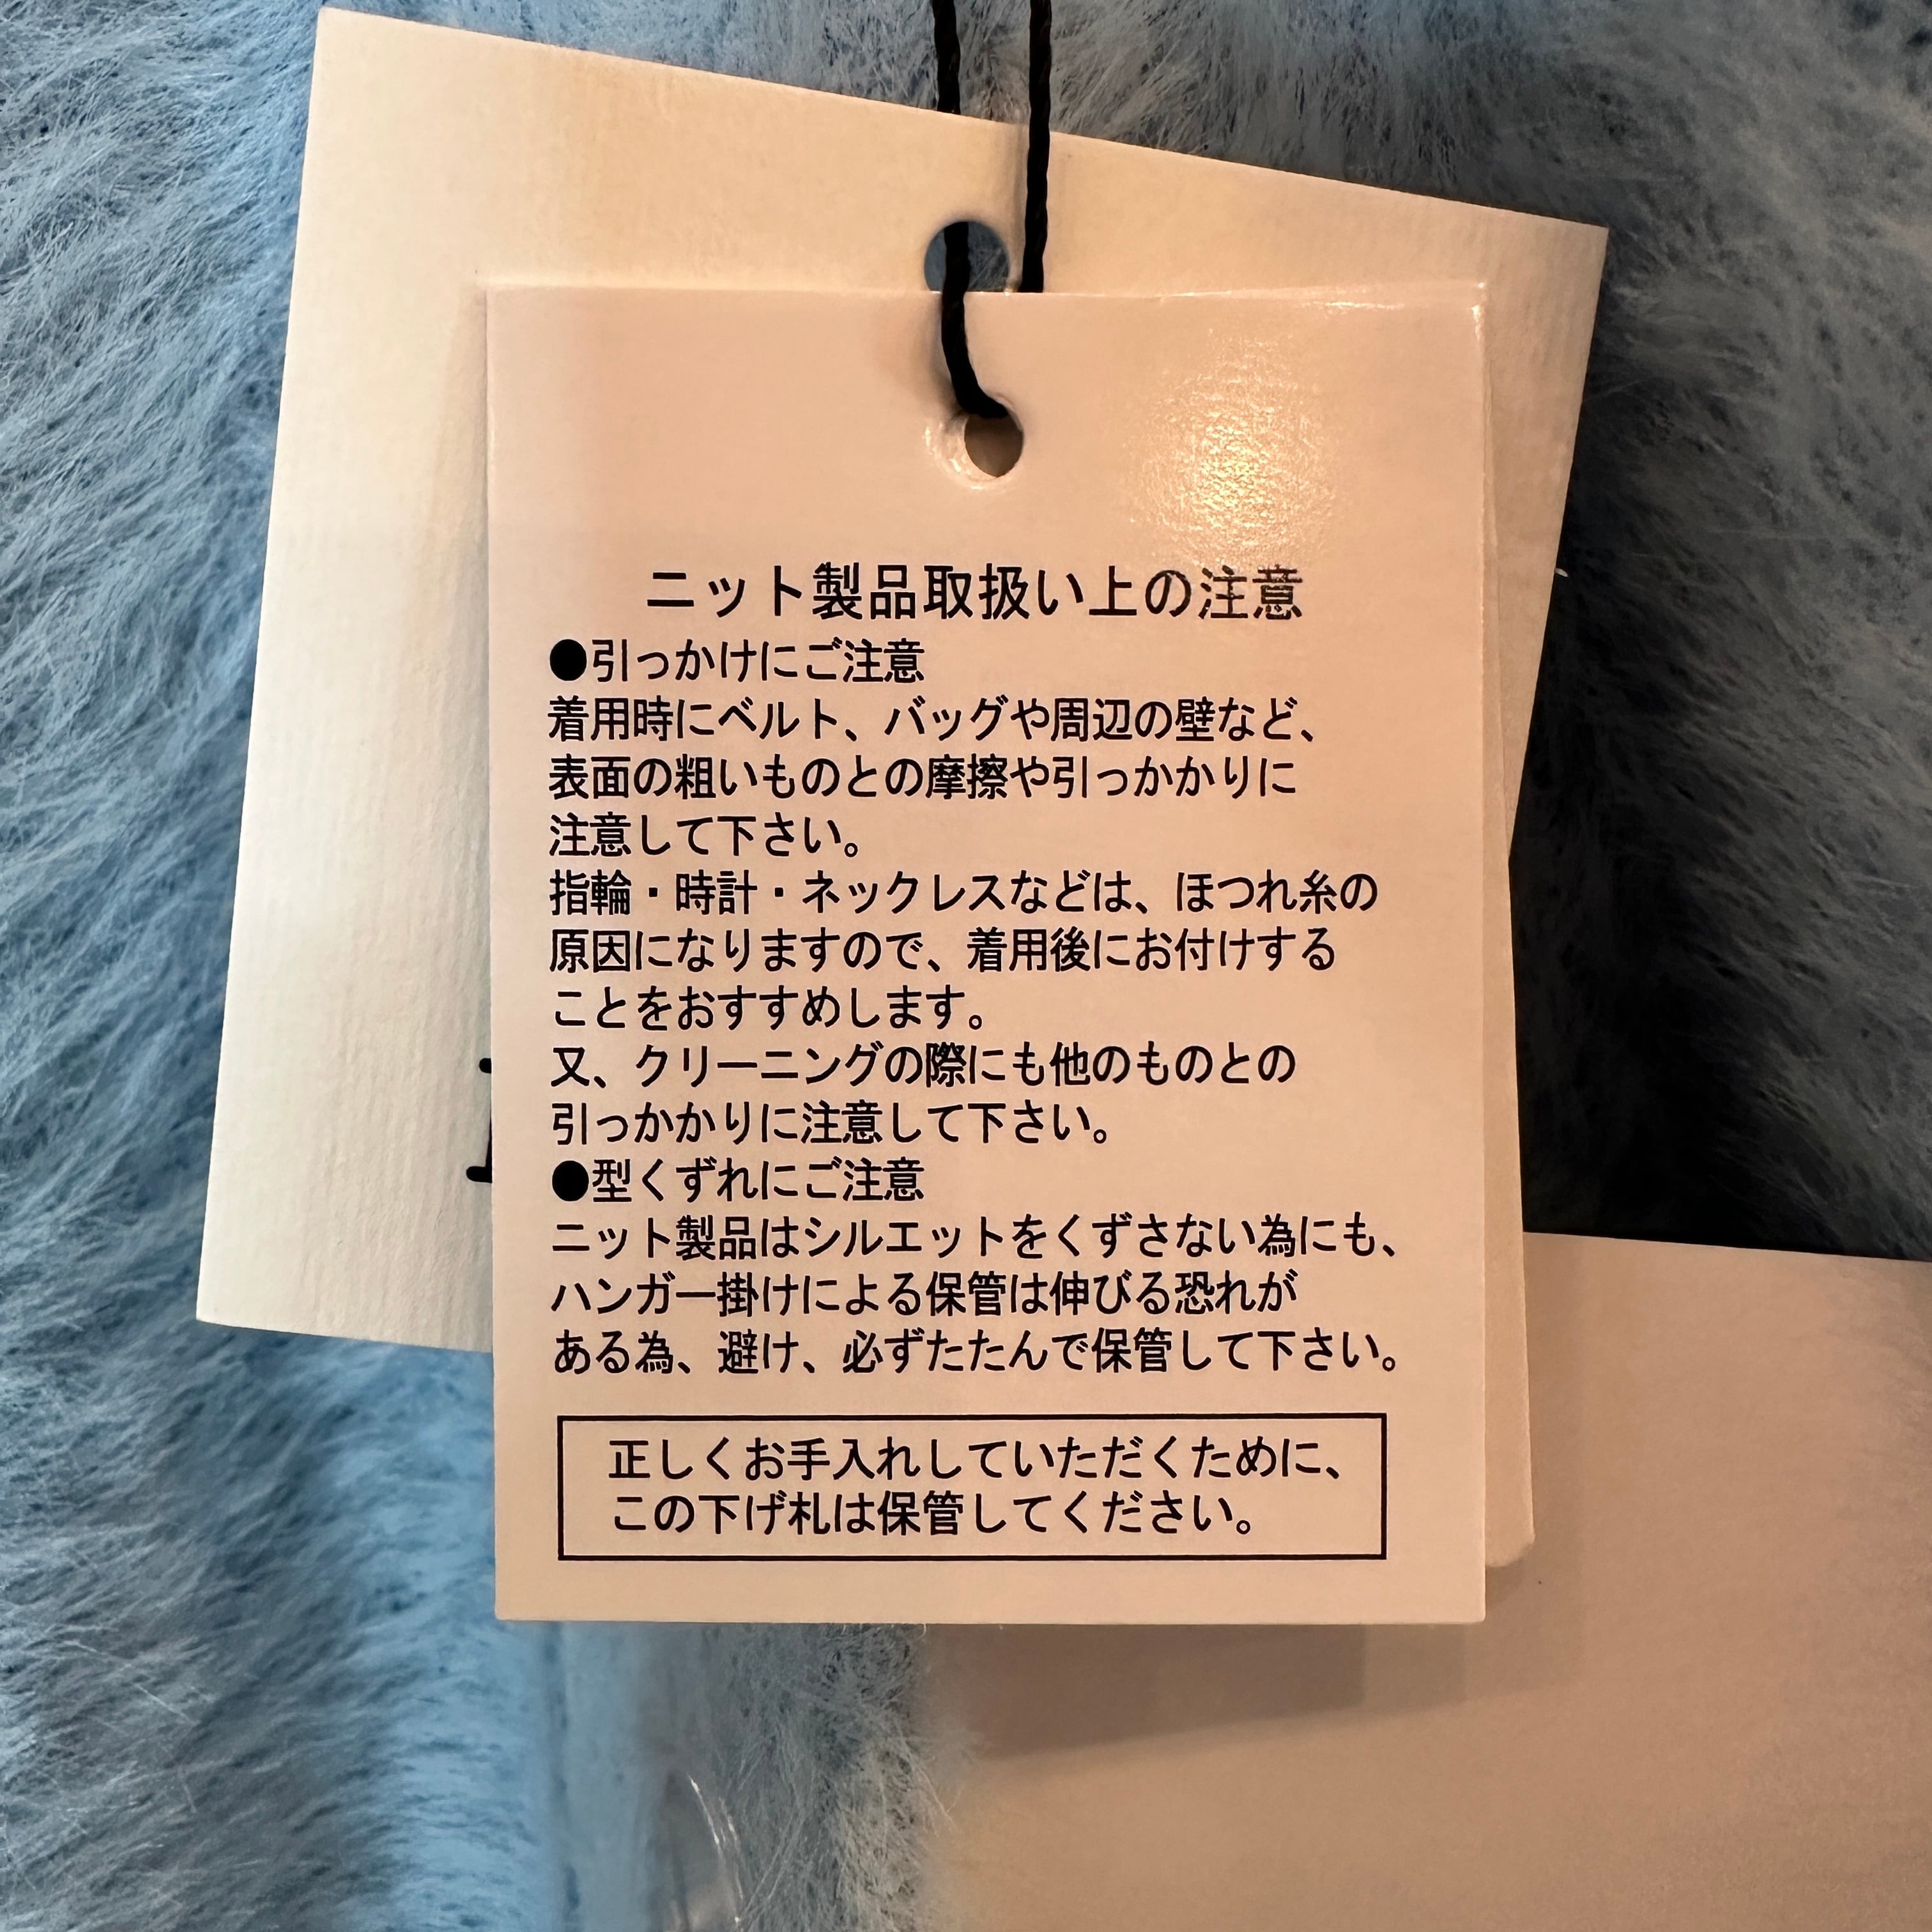 ニット製品取扱い上の注意
●引っかけにご注意
着用時にベルト、バッグや周辺の壁など、
表面の粗いものとの摩擦や引っかかりに
注意して下さい。
指輪・時計・ネックレスなどは、ほつれ糸の
原因になりますので、着用後にお付けする
ことをおすすめします。
又、クリーニングの際にも他のものとの
引っかかりに注意して下さい。
●型くずれにご注意
ニット製品はシルエットをくずさない為にも、
ハンガー掛けによる保管は伸びる恐れが
ある為、避け、必ずたたんで保管して下さい。
正しくお手入れしていただくために、
この下げ札は保管してください。